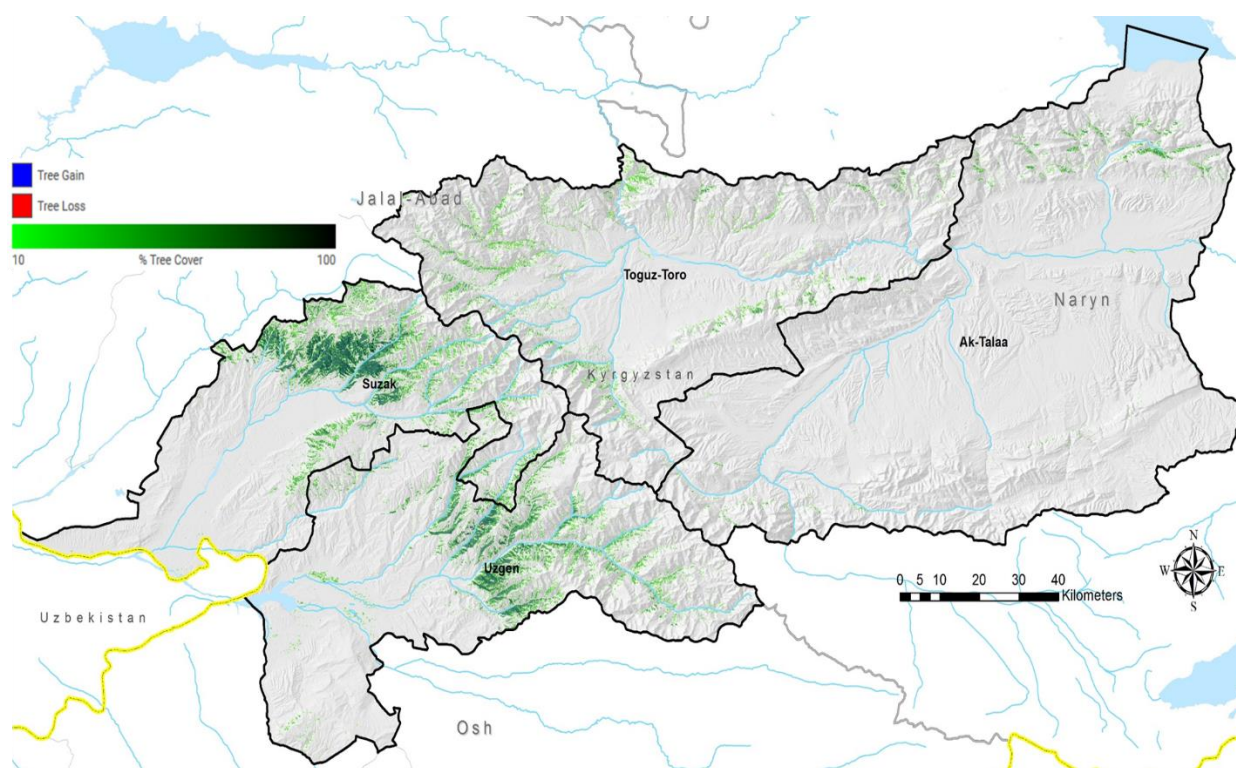 Tree Gain
Tree Loss
10 % Tree Cover 100
Jalal-Abad
Toguz-Toro
Naryn
Ak-Talaa
Kyrgyzstan
Suzak
Uzgen
Uzbekistan
Osh
N
W E
S
0 5 10 20 30 40 Kilometers